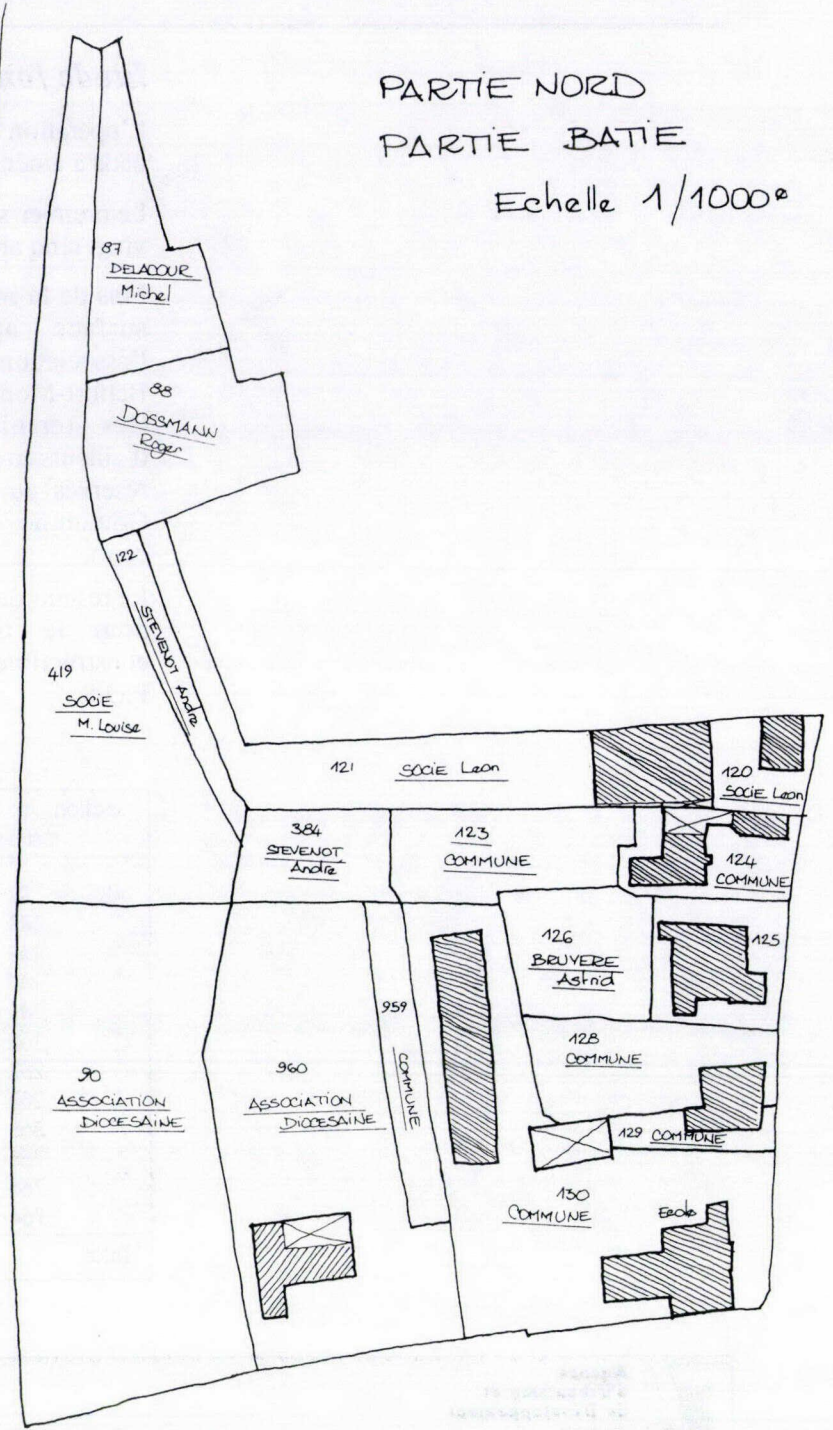 PARTIE NORD
PARTIE BATIE
Echelle 1/1000e
87
DELACOUR
Michel
88
DOSSMANN
Roger
122
STEVENOT Andre
419
SOCIE
M. Louise
121 SOCIE Leon
120
SOCIE Leon
384
STEVENOT
Andre
123
COMMUNE
124
COMMUNE
126
BRUYERE
Astrid
125
959
COMMUNE
128
COMMUNE
90
ASSOCIATION
DIOCESAINE
960
ASSOCIATION
DIOCESAINE
129 COMMUNE
130
COMMUNE
Ecole